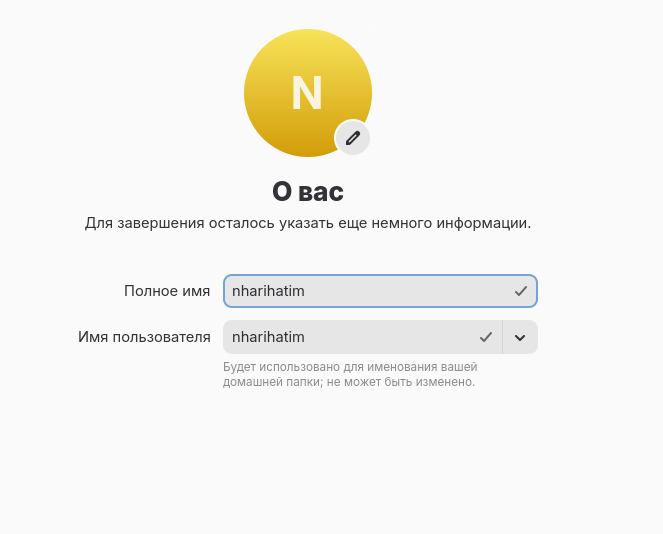 N
О вас
Для завершения осталось указать еще немного информации.
Полное имя nharihatim
Имя пользователя nharihatim
Будет использовано для именования вашей
домашней папки; не может быть изменено.